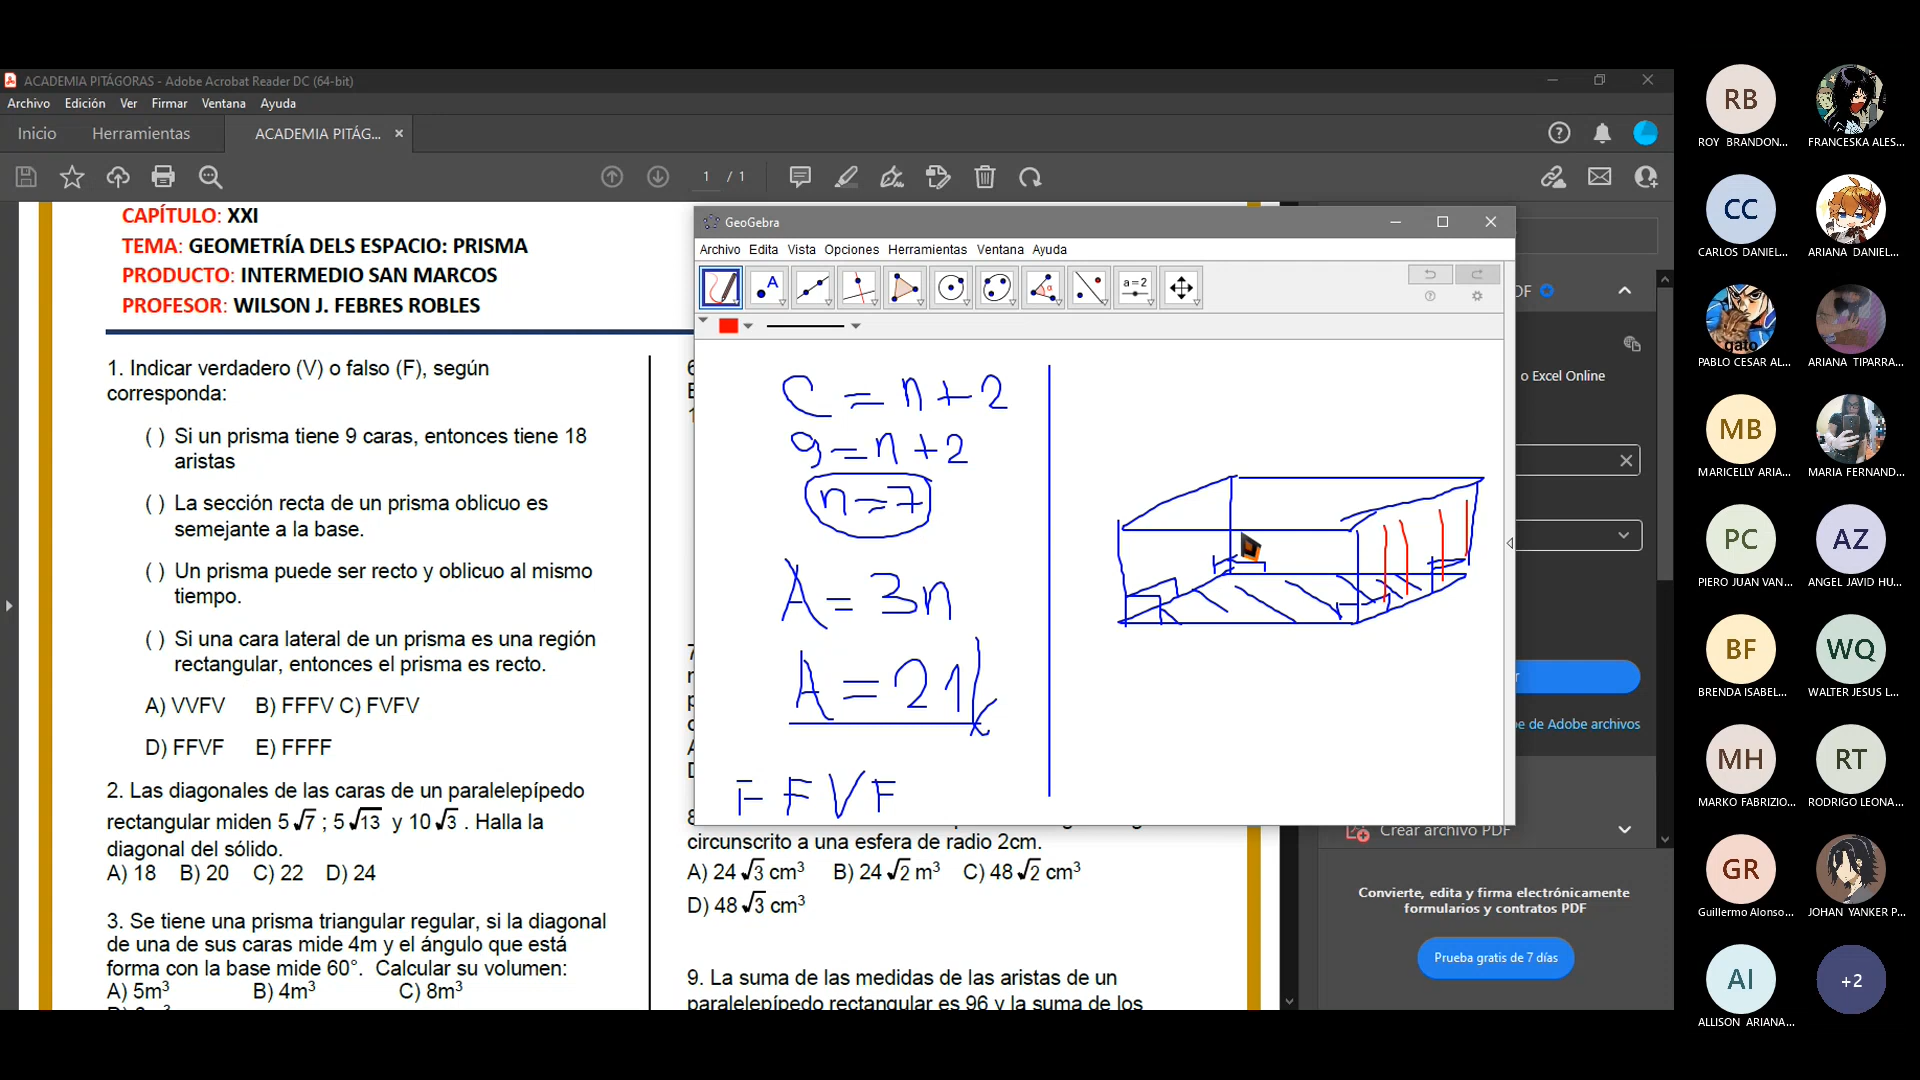 ACADEMIA PITÁGORAS - Adobe Acrobat Reader DC (64-bit)
Archivo Edición Ver Firmar Ventana Ayuda
Inicio Herramientas ACADEMIA PITÁG... ×
1 / 1
CAPÍTULO: XXI
TEMA: GEOMETRÍA DELS ESPACIO: PRISMA
PRODUCTO: INTERMEDIO SAN MARCOS
PROFESOR: WILSON J. FEBRES ROBLES
1. Indicar verdadero (V) o falso (F), según
corresponda:
( ) Si un prisma tiene 9 caras, entonces tiene 18
aristas
( ) La sección recta de un prisma oblicuo es
semejante a la base.
( ) Un prisma puede ser recto y oblicuo al mismo
tiempo.
( ) Si una cara lateral de un prisma es una región
rectangular, entonces el prisma es recto.
A) VVFV B) FFFV C) FVFV
D) FFVF E) FFFF
2. Las diagonales de las caras de un paralelepípedo
rectangular miden 5√7 ; 5√13 y 10√3 . Halla la
diagonal del sólido.
A) 18 B) 20 C) 22 D) 24
3. Se tiene una prisma triangular regular, si la diagonal
de una de sus caras mide 4m y el ángulo que está
forma con la base mide 60°. Calcular su volumen:
A) 5m³ B) 4m³ C) 8m³
GeoGebra
Archivo Edita Vista Opciones Herramientas Ventana Ayuda
A
α
a=2
C = n + 2
9 = n + 2
n = 7
A = 3n
A = 21
F F V F
circunscrito a una esfera de radio 2cm.
A) 24√3 cm³ B) 24√2 m³ C) 48√2 cm³
D) 48√3 cm³
9. La suma de las medidas de las aristas de un
paralelepípedo rectangular es 96 y la suma de los
o Excel Online
de Adobe archivos
Crear archivo PDF
Convierte, edita y firma electrónicamente
formularios y contratos PDF
Prueba gratis de 7 días
RB
ROY BRANDON... FRANCESKA ALES...
CC
CARLOS DANIEL... ARIANA DANIEL...
gato
PABLO CESAR AL... ARIANA TIPARRA...
MB
MARICELLY ARIA... MARIA FERNAND...
PC AZ
PIERO JUAN VAN... ANGEL JAVID HU...
BF WQ
BRENDA ISABEL... WALTER JESUS L...
MH RT
MARKO FABRIZIO... RODRIGO LEONA...
GR
Guillermo Alonso... JOHAN YANKER P...
AI +2
ALLISON ARIANA...